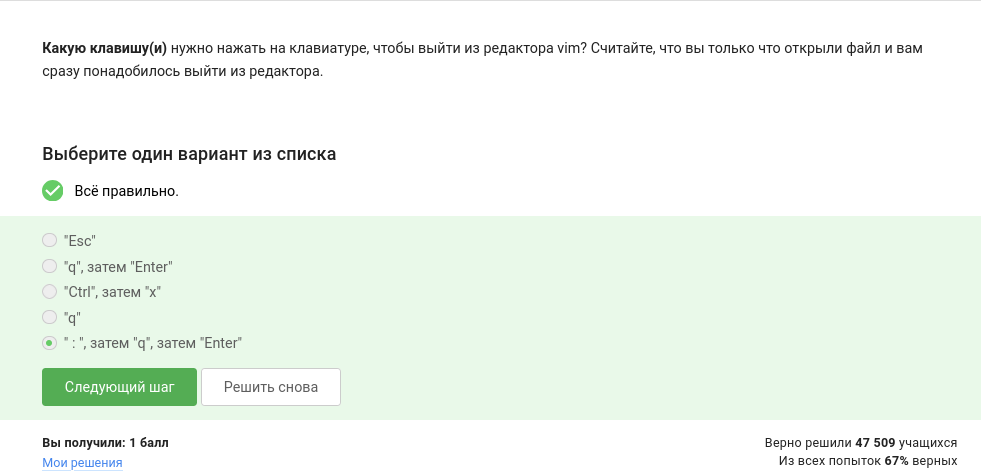 Какую клавишу(и) нужно нажать на клавиатуре, чтобы выйти из редактора vim? Считайте, что вы только что открыли файл и вам
сразу понадобилось выйти из редактора.
Выберите один вариант из списка
Всё правильно.
"Esc"
"q", затем "Enter"
"Ctrl", затем "x"
"q"
" : ", затем "q", затем "Enter"
Следующий шаг
Решить снова
Вы получили: 1 балл
Мои решения
Верно решили 47 509 учащихся
Из всех попыток 67% верных